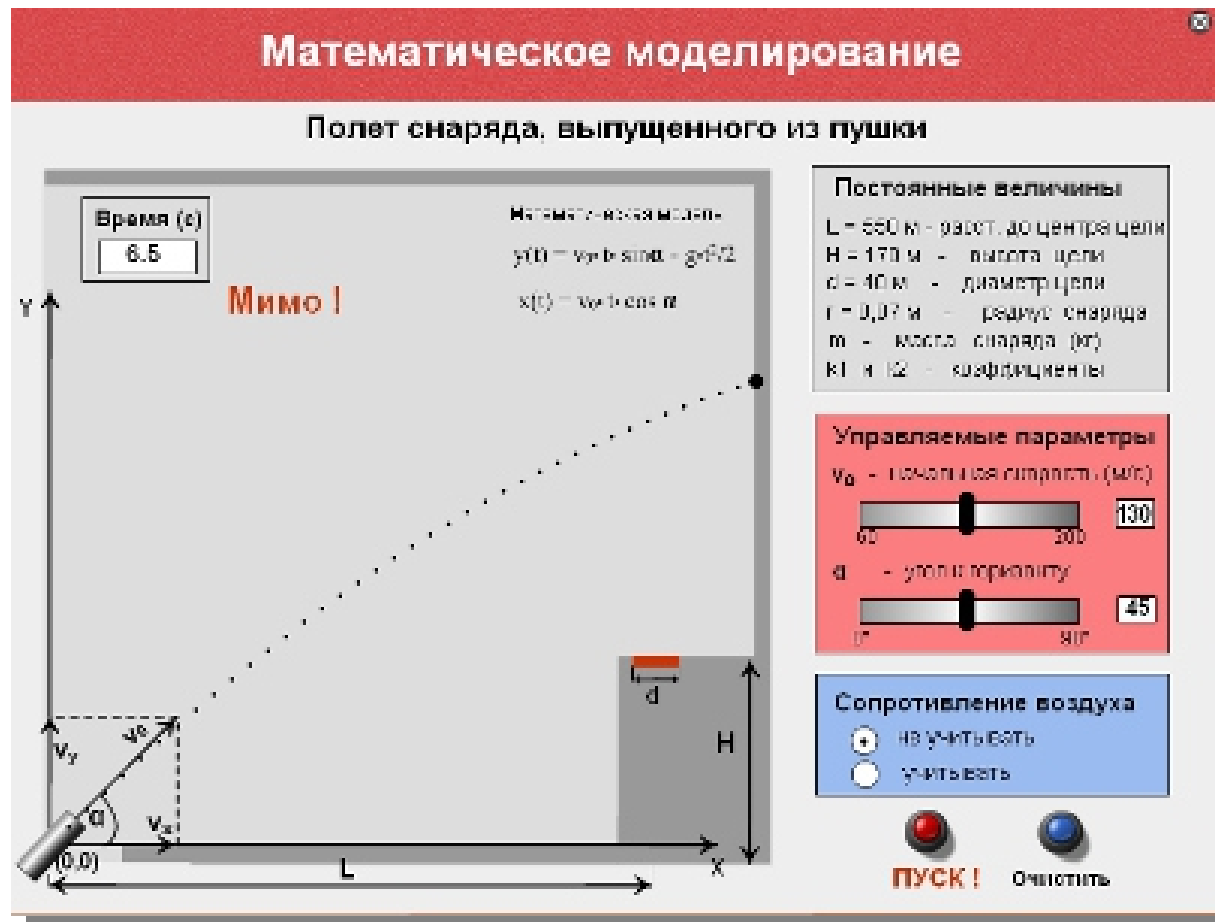 Математическое моделирование
Полет снаряда, выпущенного из пушки
Время (с)
6.5
Мимо !
Математическая модель
y(t) = v₀·t· sinα - g·t²/2
x(t) = v₀·t·cos α
Y
v₀
Vy
α
Vx
(0,0)
L
X
d
H
Постоянные величины
L = 550 м - расст. до центра цели
H = 170 м - высота цели
d = 40 м - диаметр цели
r = 0,07 м - радиус снаряда
m - масса снаряда (кг)
k1 и k2 - коэффициенты
Управляемые параметры
v₀ - начальная скорость (м/с)
130
60 200
α - угол к горизонту
45
0° 90°
Сопротивление воздуха
не учитывать
учитывать
ПУСК ! Очистить